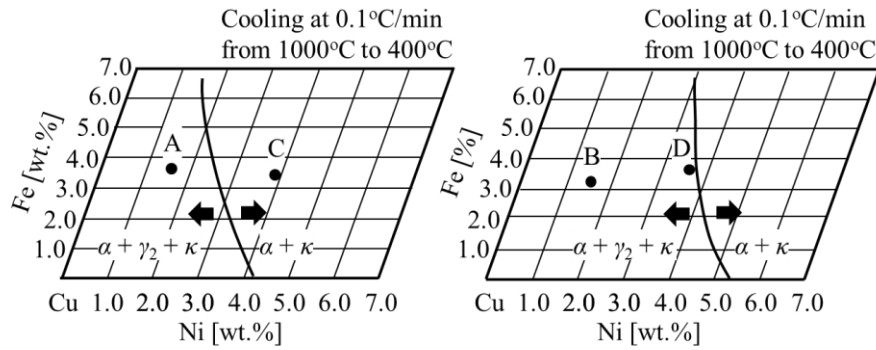 Cooling at 0.1°C/min
from 1000°C to 400°C
7.0
6.0
5.0
4.0
3.0
2.0
1.0
Fe [wt.%]
A
C
α + γ₂ + κ
α + κ
Cu 1.0 2.0 3.0 4.0 5.0 6.0 7.0
Ni [wt.%]
Cooling at 0.1°C/min
from 1000°C to 400°C
7.0
6.0
5.0
4.0
3.0
2.0
1.0
Fe [%]
B
D
α + γ₂ + κ
α + κ
Cu 1.0 2.0 3.0 4.0 5.0 6.0 7.0
Ni [wt.%]